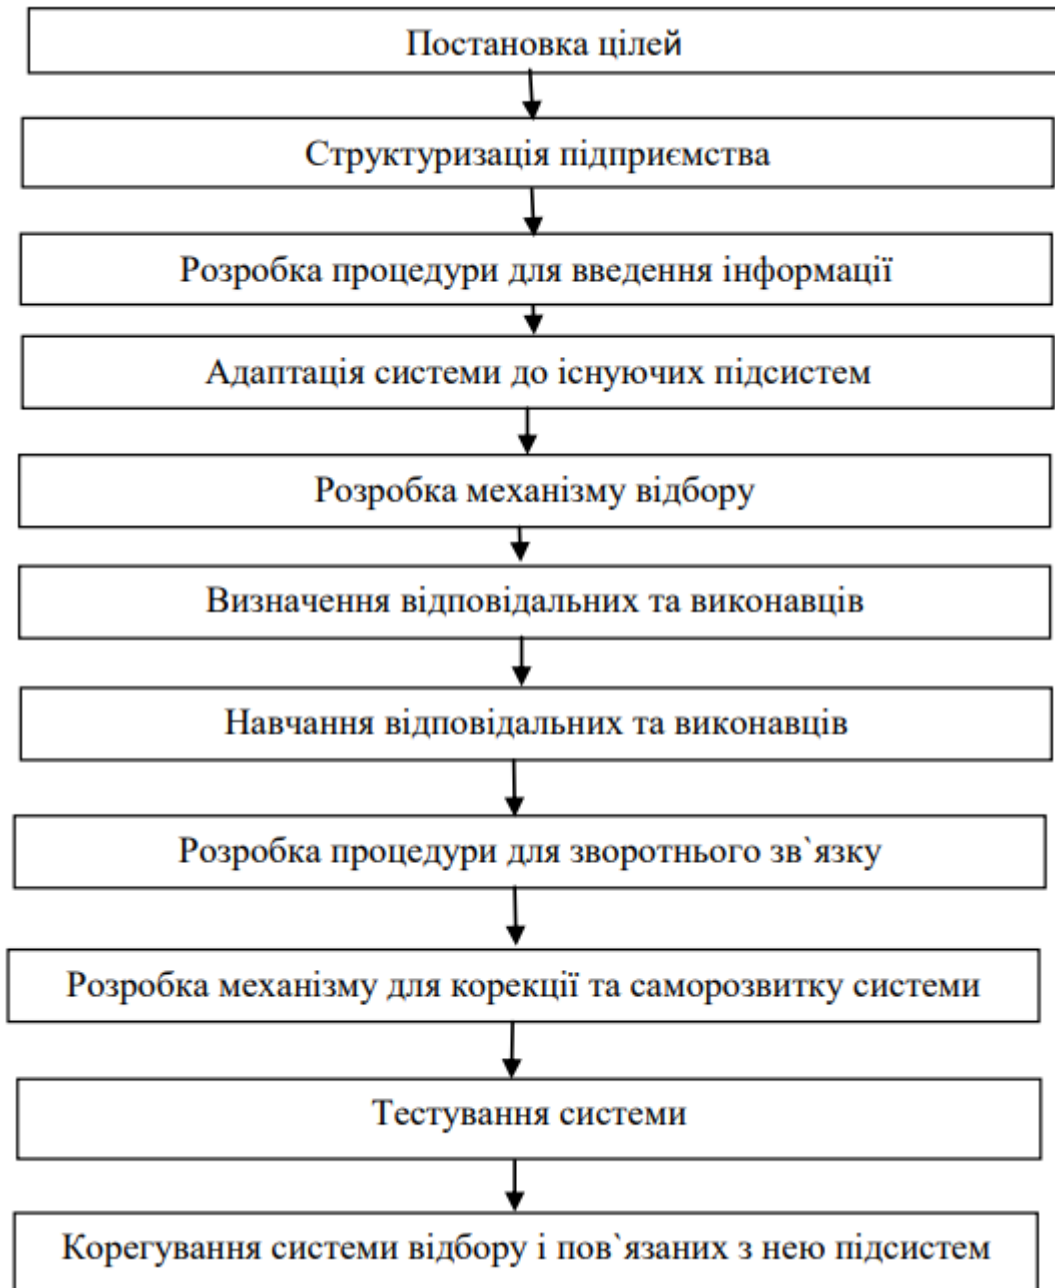 Постановка цілей
Структуризація підприємства
Розробка процедури для введення інформації
Адаптація системи до існуючих підсистем
Розробка механізму відбору
Визначення відповідальних та виконавців
Навчання відповідальних та виконавців
Розробка процедури для зворотнього зв`язку
Розробка механізму для корекції та саморозвитку системи
Тестування системи
Корегування системи відбору і пов`язаних з нею підсистем